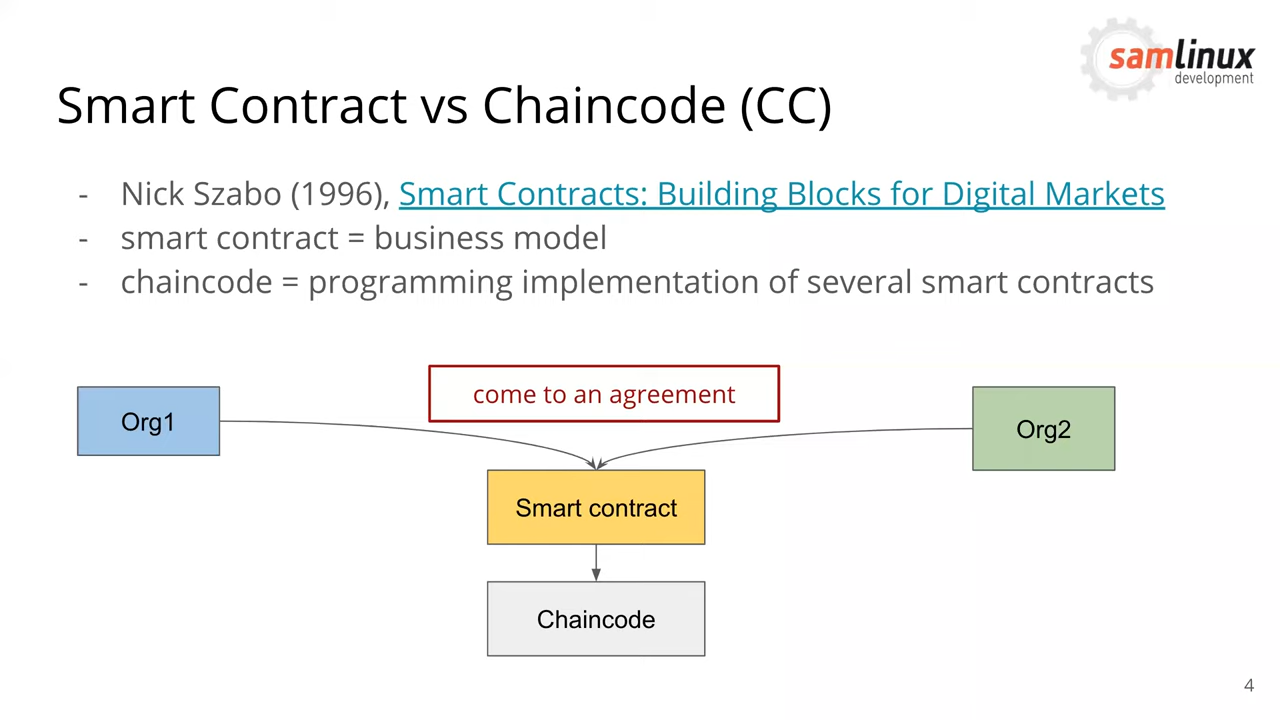 samlinux
development
Smart Contract vs Chaincode (CC)
- Nick Szabo (1996), Smart Contracts: Building Blocks for Digital Markets
- smart contract = business model
- chaincode = programming implementation of several smart contracts
come to an agreement
Org1
Org2
Smart contract
Chaincode
4